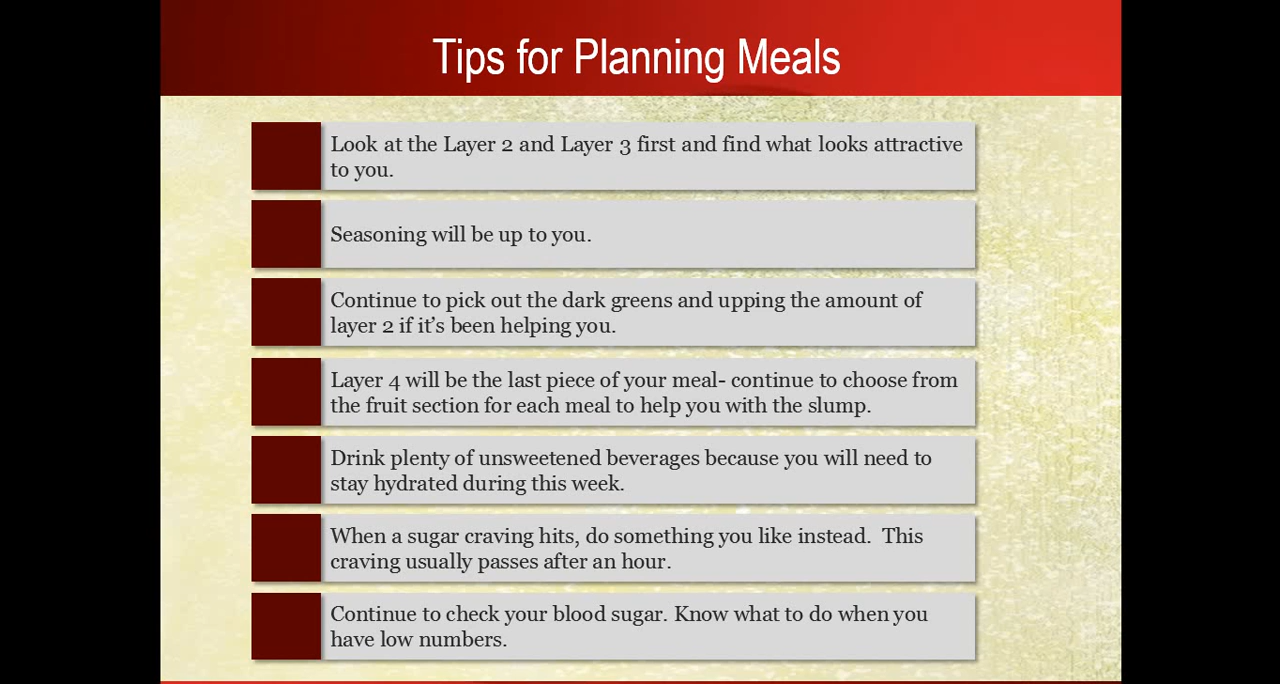 Tips for Planning Meals
Look at the Layer 2 and Layer 3 first and find what looks attractive
to you.
Seasoning will be up to you.
Continue to pick out the dark greens and upping the amount of
layer 2 if it’s been helping you.
Layer 4 will be the last piece of your meal- continue to choose from
the fruit section for each meal to help you with the slump.
Drink plenty of unsweetened beverages because you will need to
stay hydrated during this week.
When a sugar craving hits, do something you like instead.  This
craving usually passes after an hour.
Continue to check your blood sugar. Know what to do when you
have low numbers.